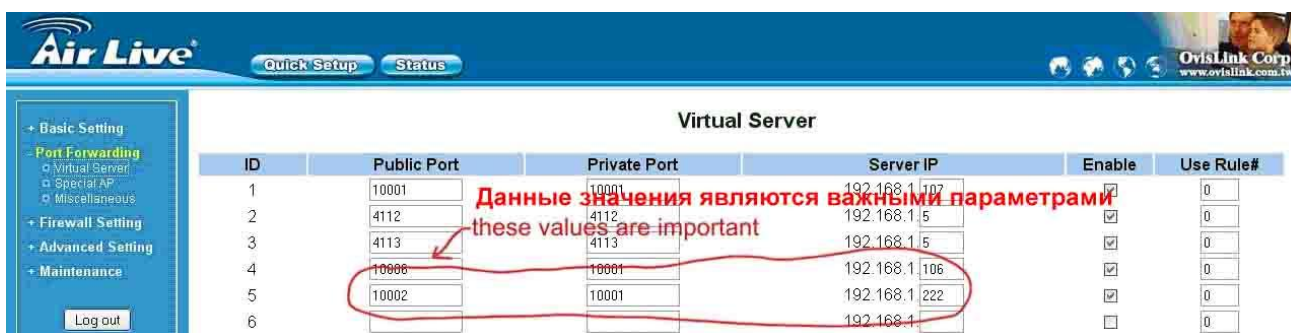 Air Live
Quick Setup Status
OvisLink Corp
www.ovislink.com.tw
+ Basic Setting
- Port Forwarding
Virtual Server
Special AP
Miscellaneous
+ Firewall Setting
+ Advanced Setting
+ Maintenance
Log out
Virtual Server
ID Public Port Private Port Server IP Enable Use Rule#
1 10001 10001 192.168.1.107 0
Данные значения являются важными параметрами
2 4112 4112 192.168.1.5 0
these values are important
3 4113 4113 192.168.1.5 0
4 10006 10001 192.168.1.106 0
5 10002 10001 192.168.1.222 0
6 192.168.1. 0